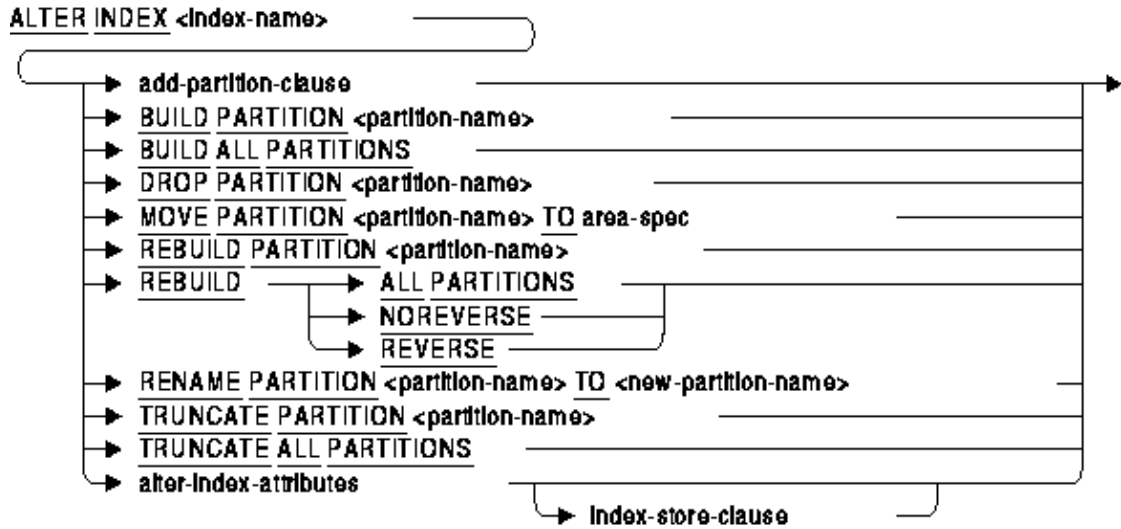 ALTER INDEX <index-name>
add-partition-clause
BUILD PARTITION <partition-name>
BUILD ALL PARTITIONS
DROP PARTITION <partition-name>
MOVE PARTITION <partition-name> TO area-spec
REBUILD PARTITION <partition-name>
REBUILD ALL PARTITIONS
NOREVERSE
REVERSE
RENAME PARTITION <partition-name> TO <new-partition-name>
TRUNCATE PARTITION <partition-name>
TRUNCATE ALL PARTITIONS
alter-index-attributes
index-store-clause